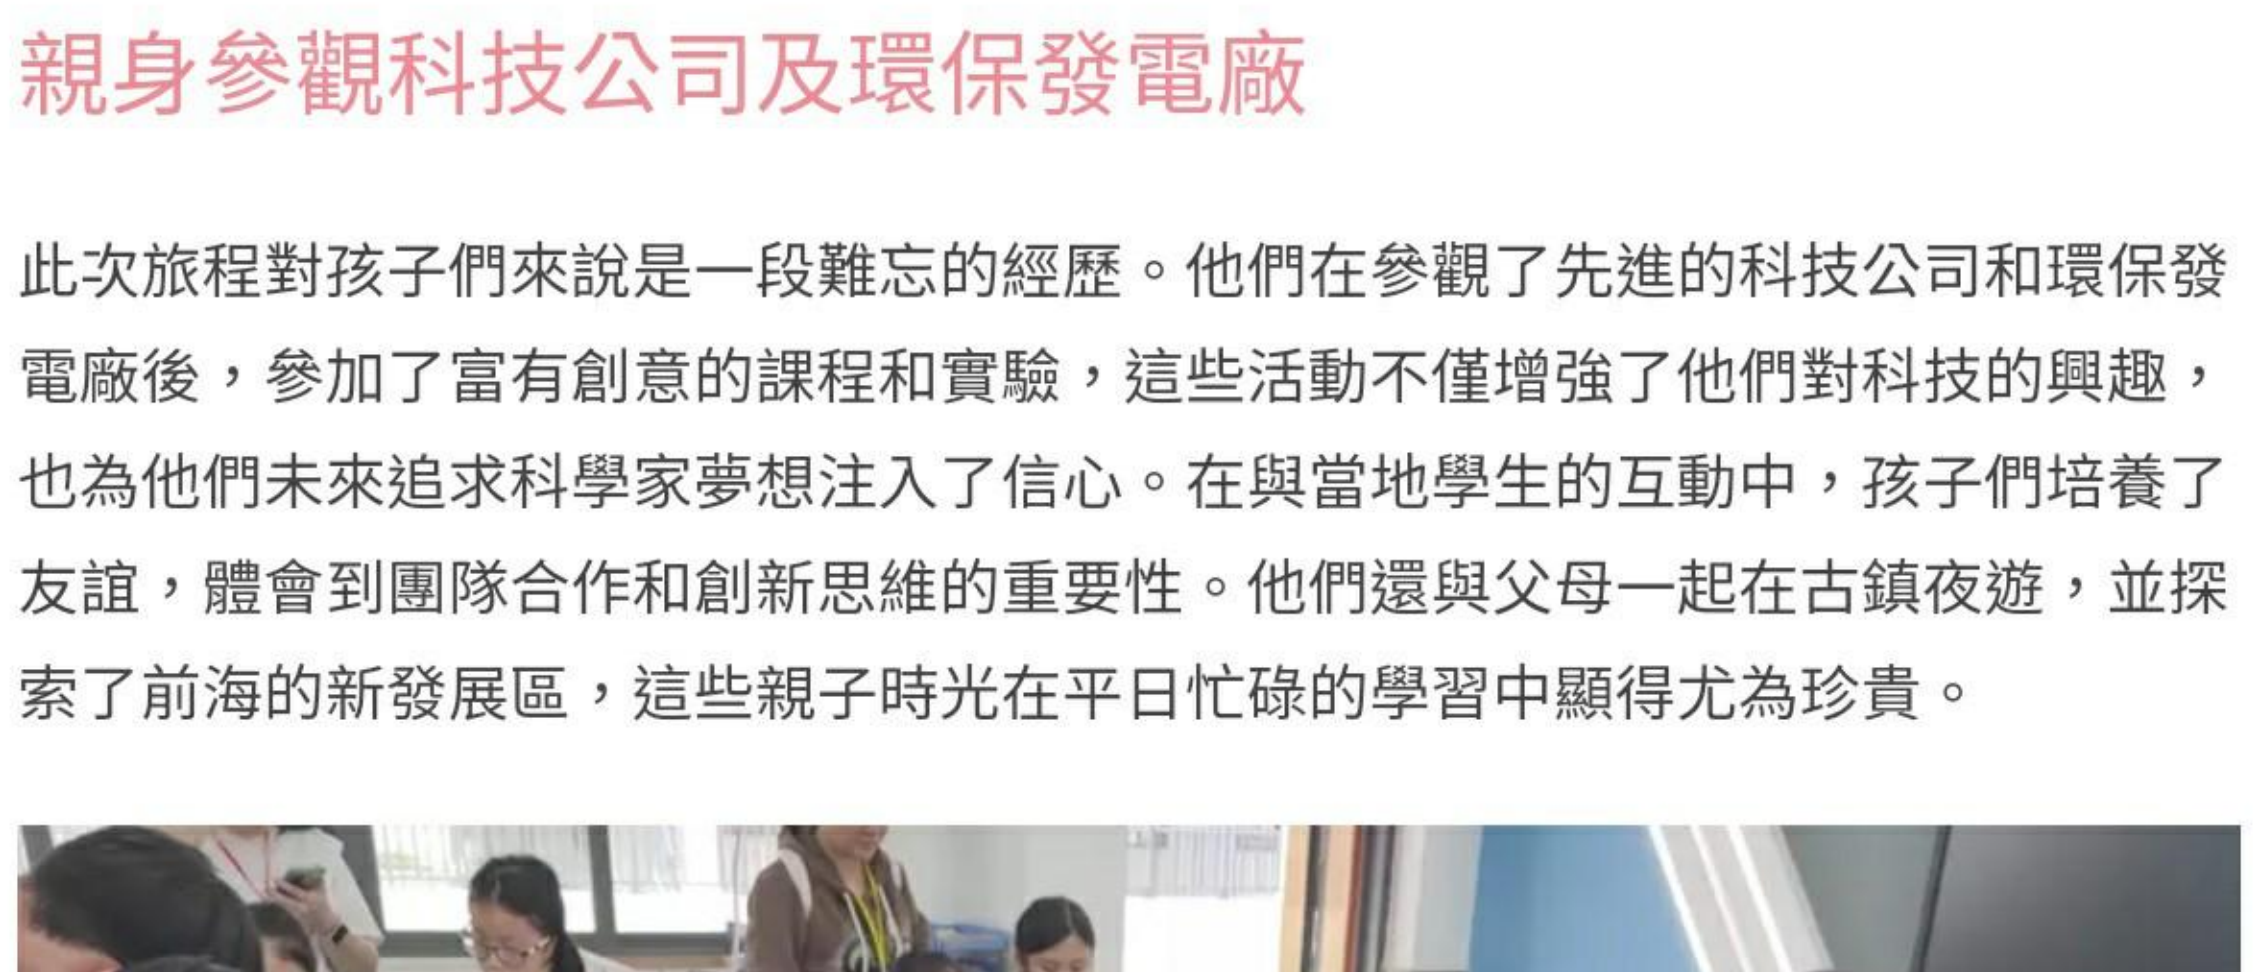 親身參觀科技公司及環保發電廠
此次旅程對孩子們來說是一段難忘的經歷。他們在參觀了先進的科技公司和環保發
電廠後，參加了富有創意的課程和實驗，這些活動不僅增強了他們對科技的興趣，
也為他們未來追求科學家夢想注入了信心。在與當地學生的互動中，孩子們培養了
友誼，體會到團隊合作和創新思維的重要性。他們還與父母一起在古鎮夜遊，並探
索了前海的新發展區，這些親子時光在平日忙碌的學習中顯得尤為珍貴。